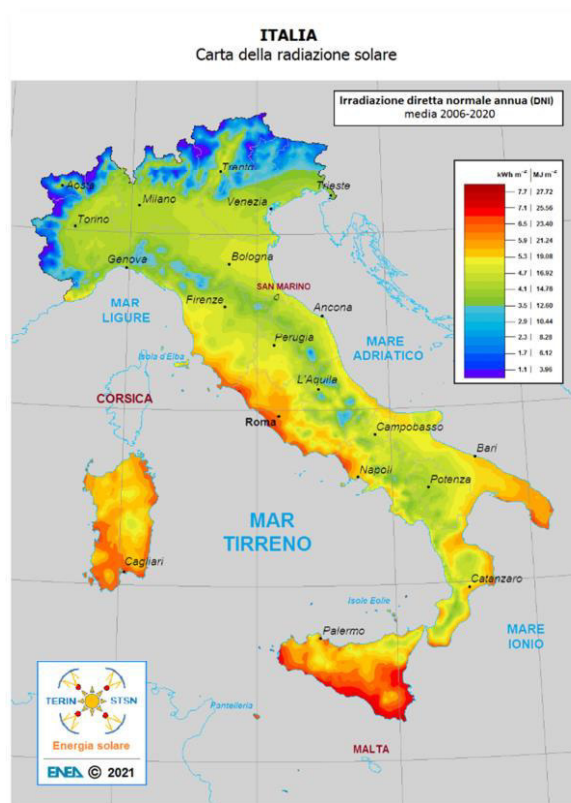 ITALIA
Carta della radiazione solare
Irradiazione diretta normale annua (DNI)
media 2006-2020
kWh m⁻² MJ m⁻²
7.7 27.72
7.1 25.56
6.5 23.40
5.9 21.24
5.3 19.08
4.7 16.92
4.1 14.76
3.5 12.60
2.9 10.44
2.3 8.28
1.7 6.12
1.1 3.96
Aosta
Trento
Trieste
Milano
Venezia
Torino
Genova
Bologna
SAN MARINO
MAR
LIGURE
Firenze
Ancona
MARE
ADRIATICO
Perugia
Isola d'Elba
L'Aquila
CORSICA
Roma
Campobasso
Bari
Napoli
Potenza
MAR
TIRRENO
Cagliari
Catanzaro
Isole Eolie
MARE
IONIO
Palermo
Pantelleria
MALTA
TERIN STSN
Energia solare
ENEA © 2021